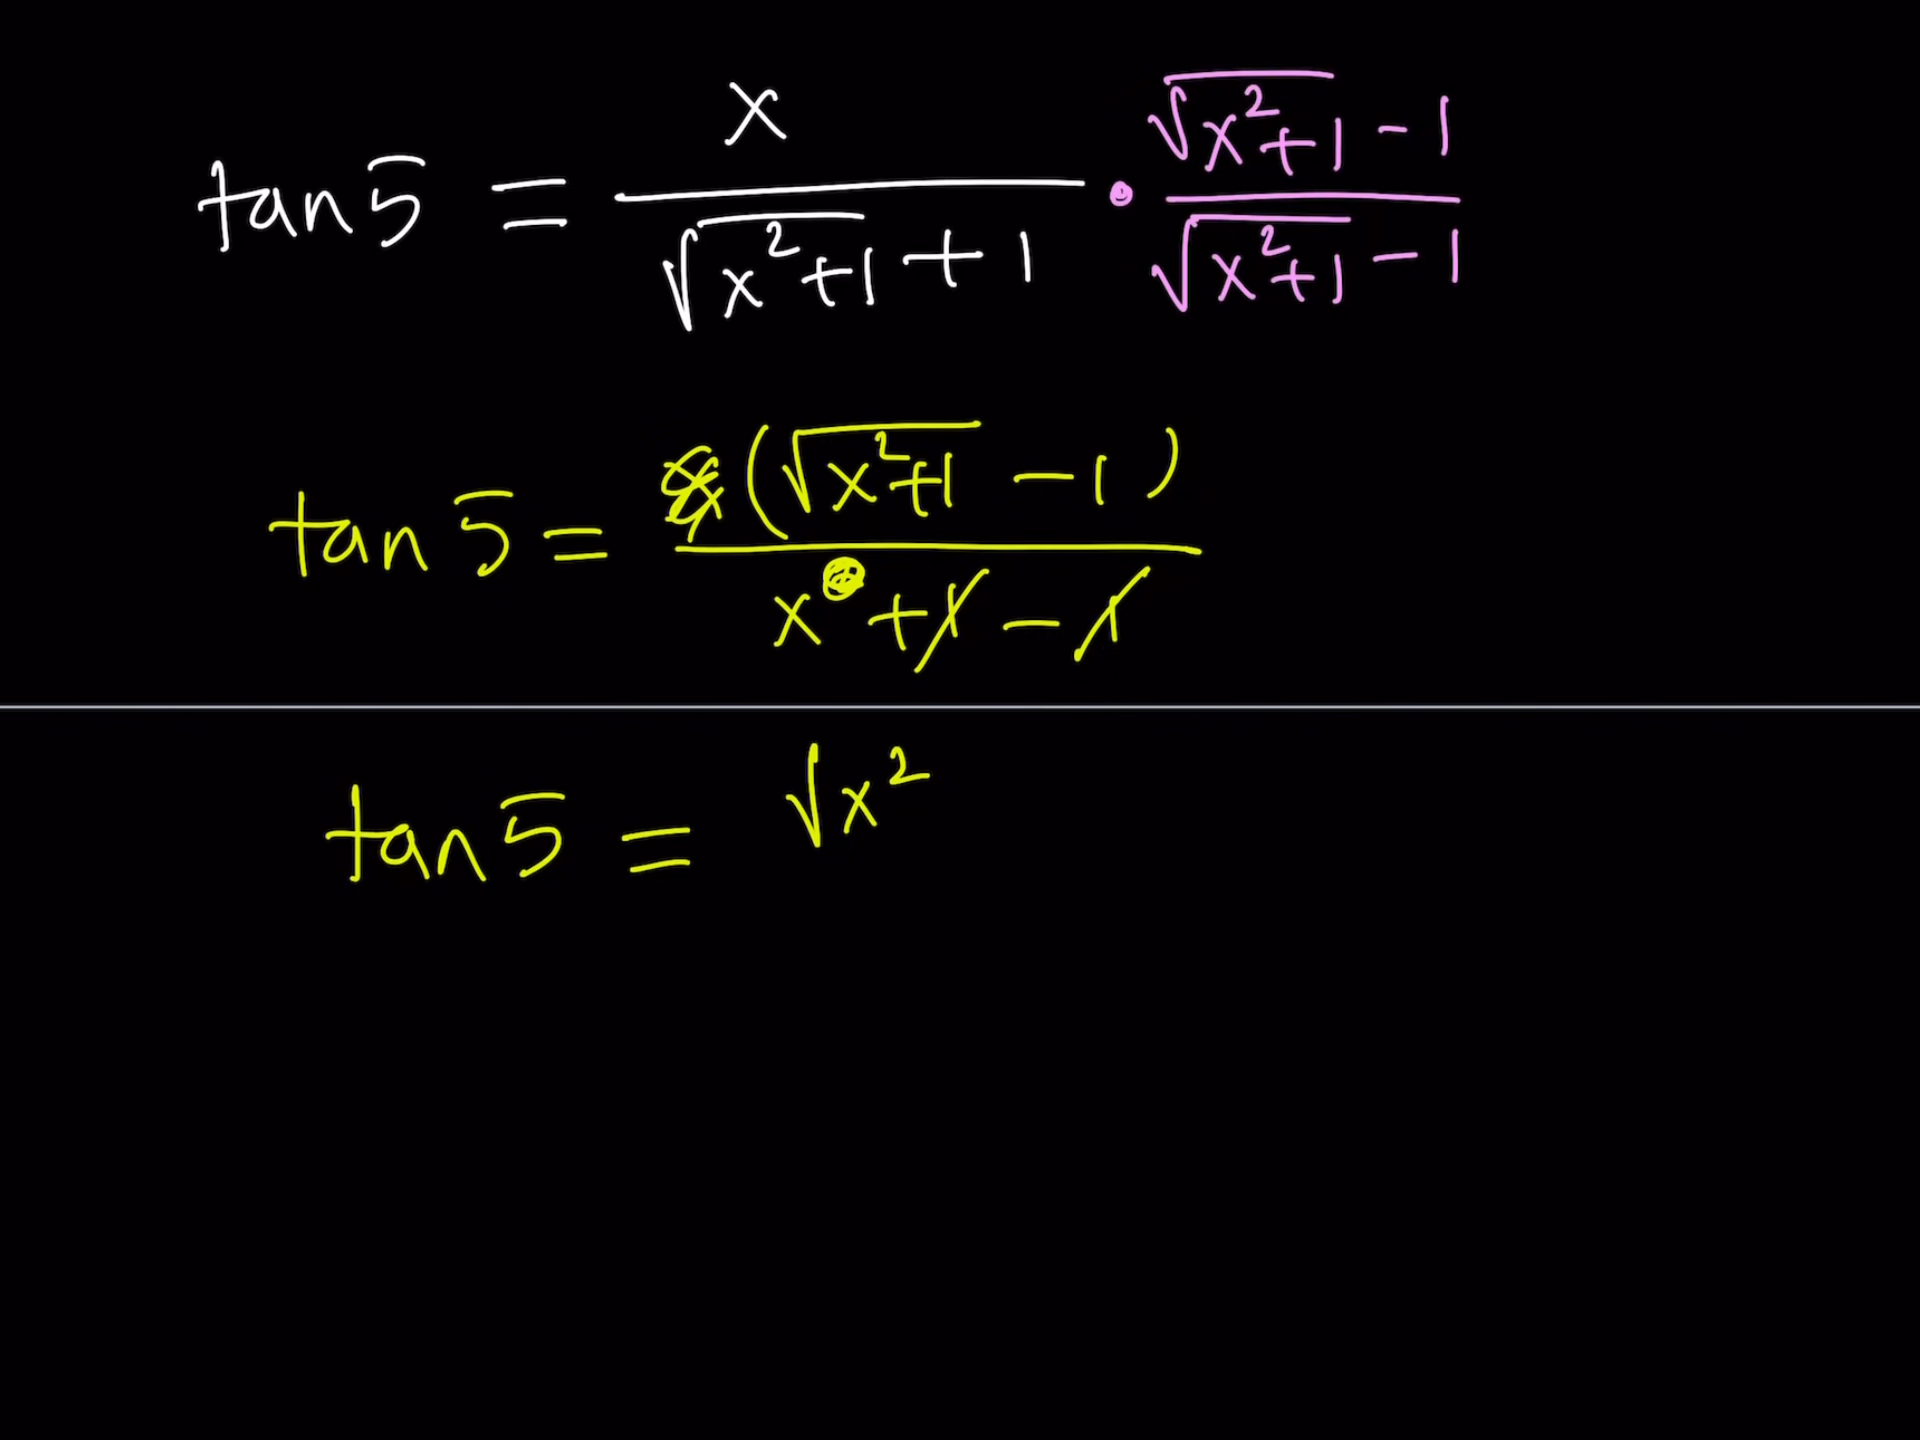 tan 5 = x / (√(x²+1) + 1) · (√(x²+1) - 1) / (√(x²+1) - 1)
tan 5 = x(√(x²+1) - 1) / (x² + 1 - 1)
tan 5 = √x²